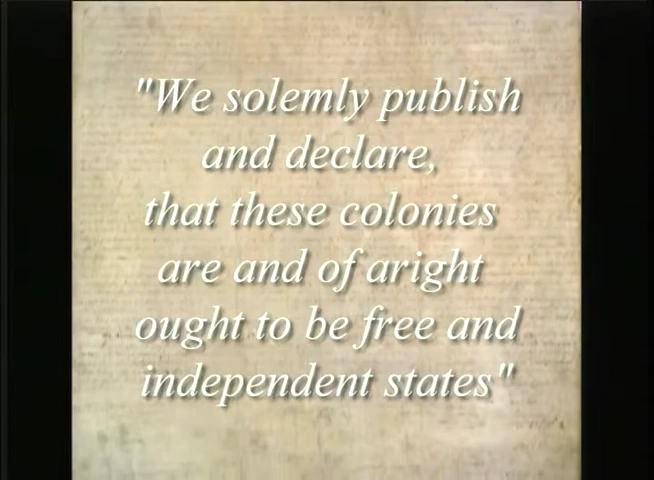 "We solemly publish
and declare,
that these colonies
are and of aright
ought to be free and
independent states"